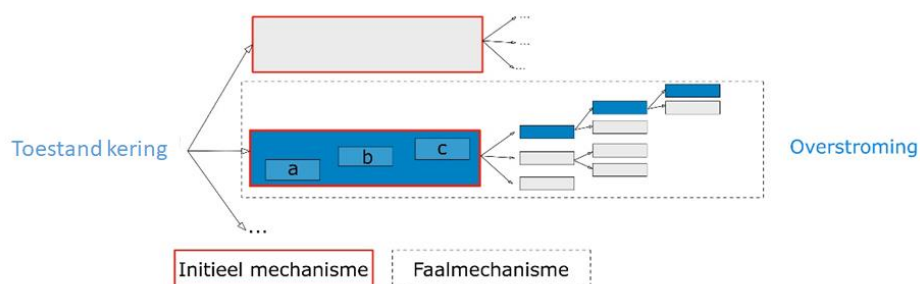 ...
...
...
Toestand kering
a
b
c
Overstroming
...
Initieel mechanisme
Faalmechanisme